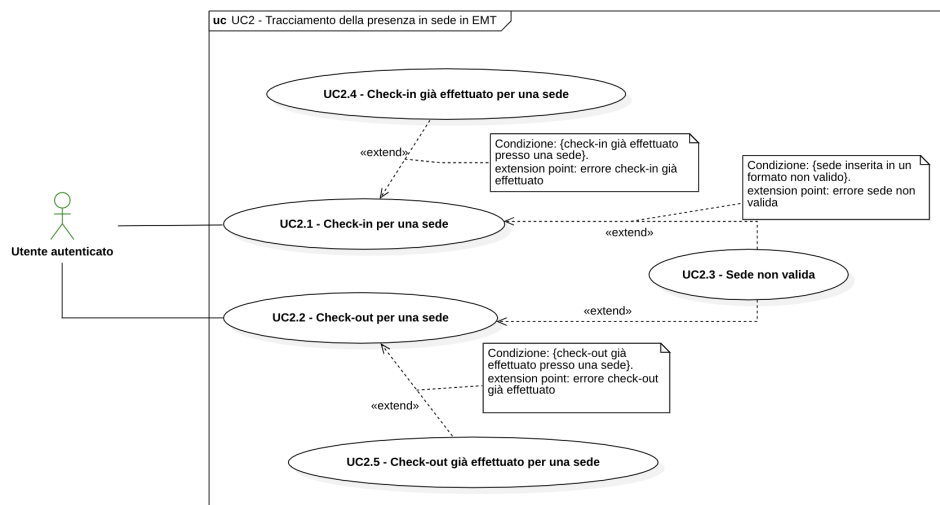 uc UC2 - Tracciamento della presenza in sede in EMT
UC2.4 - Check-in già effettuato per una sede
«extend»
Condizione: {check-in già effettuato
presso una sede}.
extension point: errore check-in già
effettuato
Condizione: {sede inserita in un
formato non valido}.
extension point: errore sede non
valida
UC2.1 - Check-in per una sede
«extend»
Utente autenticato
UC2.3 - Sede non valida
UC2.2 - Check-out per una sede
«extend»
Condizione: {check-out già
effettuato presso una sede}.
extension point: errore check-out
già effettuato
«extend»
UC2.5 - Check-out già effettuato per una sede